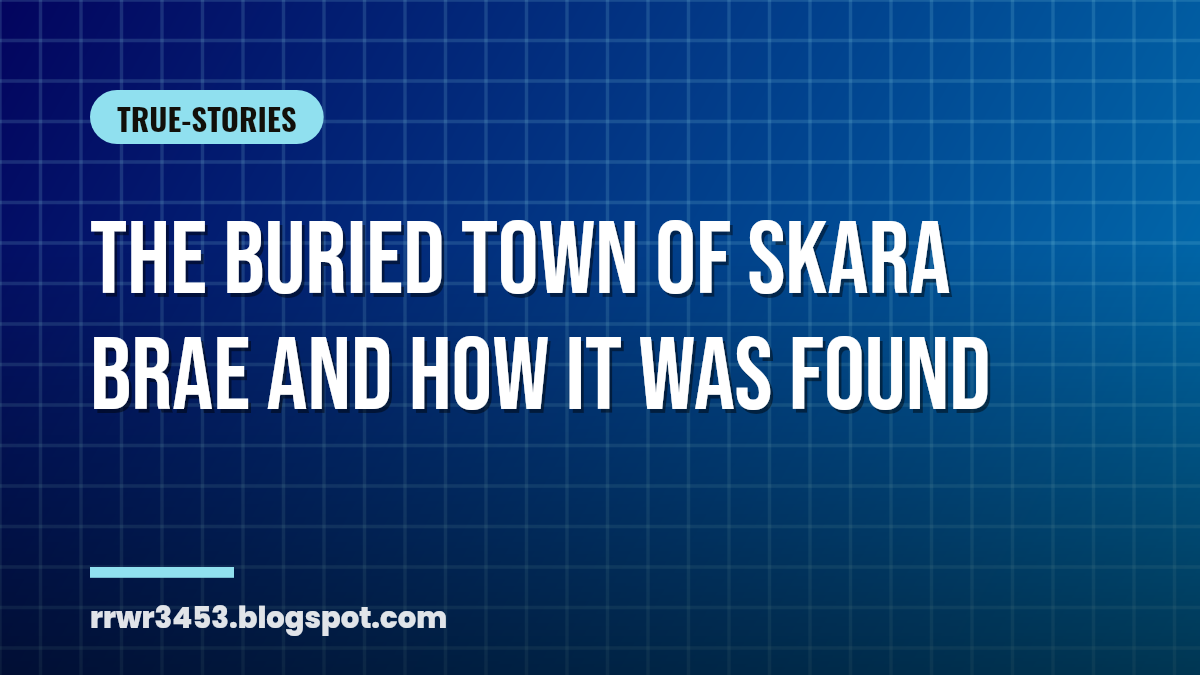 TRUE-STORIES
THE BURIED TOWN OF SKARA
BRAE AND HOW IT WAS FOUND
rrwr3453.blogspot.com